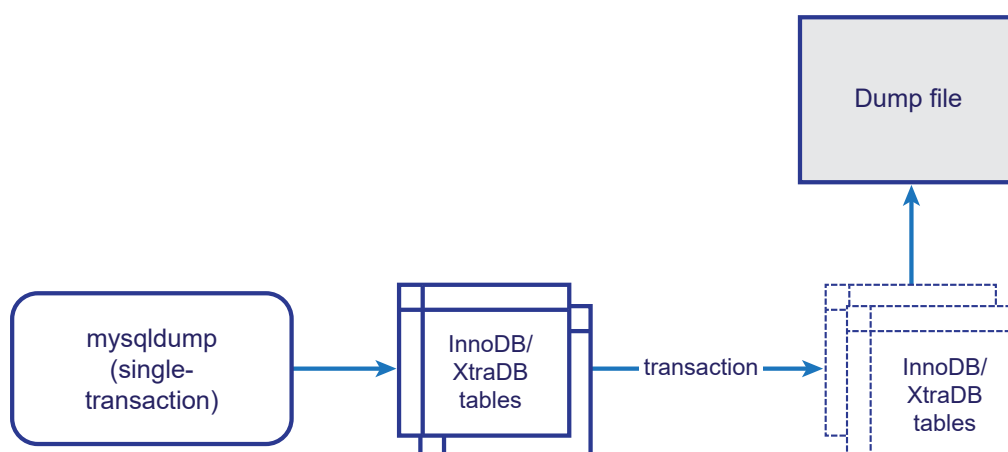 Dump file
mysqldump
(single-
transaction)
InnoDB/
XtraDB
tables
transaction
InnoDB/
XtraDB
tables